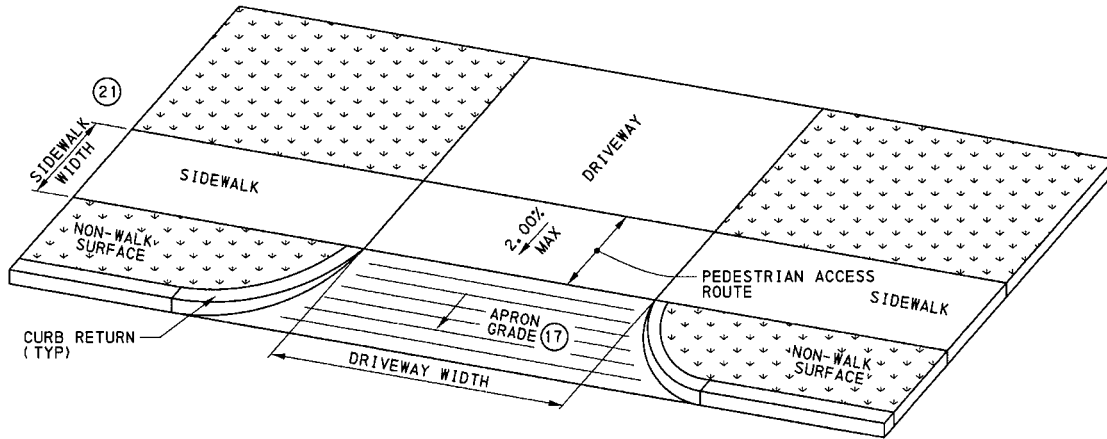 21
SIDEWALK
WIDTH
SIDEWALK
DRIVEWAY
NON-WALK
SURFACE
2.00%
MAX
PEDESTRIAN ACCESS
ROUTE
SIDEWALK
CURB RETURN
(TYP)
APRON
GRADE 17
DRIVEWAY WIDTH
NON-WALK
SURFACE